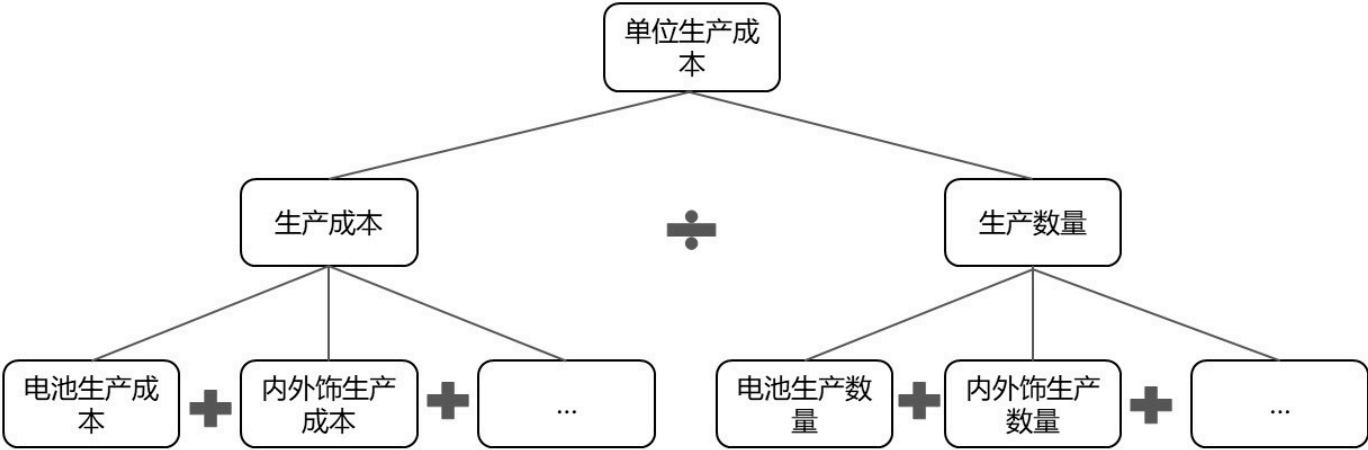 单位生产成
本
生产成本
÷
生产数量
电池生产成
本
+
内外饰生产
成本
+
...
电池生产数
量
+
内外饰生产
数量
+
...